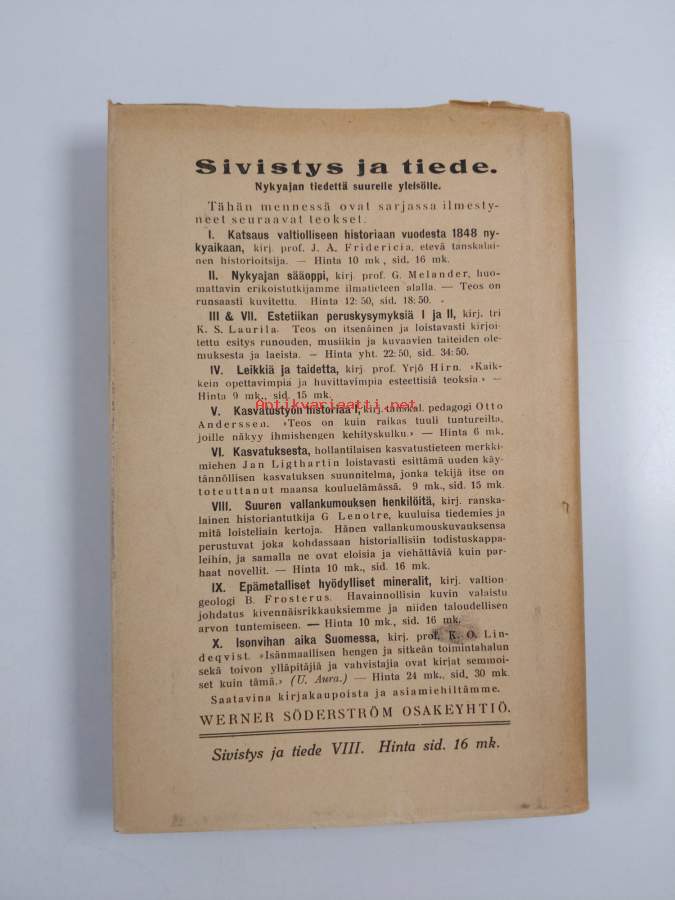 Sivistys ja tiede.
Nykyajan tiedettä suureile yleisölle.
Tähän mennessä ovat sarjassa ilmesty-
neet seuraavat teokset.
I. Katsaus valtiolliseen historiaan vuodesta 1848 ny-
kyaikaan, kirj. prof. J. A. Fridericia, etevä tanskalai-
nen historioitsija. — Hinta 10 mk, sid. 16 mk.
II. Nykyajan sääoppi, kirj. prof. G. Melander, huo-
mattavin erikoistutkijamme ilmatieteen alalla. — Teos on
runsaasti kuvitettu. Hinta 12:50, sid. 18:50.
III & VII. Estetiikan peruskysymyksiä I ja II, kirj. tri
K. S. Laurila. Teos on itsenäinen ja loistavasti kirjoi-
tettu esitys runouden, musiikin ja kuvaavien taiteiden ole-
muksesta ja laeista. — Hinta yht. 22:50, sid. 34:50.
IV. Leikkiä ja taidetta, kirj. prof. Yrjö Hirn. »Kaik-
kein opettavimpia ja huvittavimpia esteettisiä teoksia.» —
Hinta 9 mk., sid. 15 mk.
Antikvariaatti.net
V. Kasvatustyön historiaa I, kirj. tanskal. pedagogi Otto
Anderssen. »Teos on kuin raikas tuuli tuntureilta,
joille näkyy ihmishengen kehityskulku.» — Hinta 6 mk.
VI. Kasvatuksesta, hollantilaisen kasvatustieteen merkki-
miehen Jan Ligthartin loistavasti esittämä uuden käy-
tännöllisen kasvatuksen suunnitelma, jonka tekijä itse on
toteuttanut maansa kouluelämässä. 9 mk., sid. 15 mk.
VIII. Suuren vallankumouksen henkilöitä, kirj. ranska-
lainen historiantutkija G Lenotre, kuuluisa tiedemies ja
mitä loisteliain kertoja. Hänen vallankumouskuvauksensa
perustuvat joka kohdassaan historiallisiin todistuskappa-
leihin, ja samalla ne ovat eloisia ja viehättäviä kuin par-
haat novellit. — Hinta 10 mk., sid. 16 mk.
IX. Epämetalliset hyödylliset mineralit, kirj. valtion-
geologi B. Frosterus. Havainnollisin kuvin valaistu
johdatus kivennäisrikkauksiemme ja niiden taloudellisen
arvon tuntemiseen. — Hinta 10 mk., sid. 16 mk.
X. Isonvihan aika Suomessa, kirj. prof. K. O. Lin-
deqvist. »Isänmaallisen hengen ja sitkeän toimintahalun
sekä toivon ylläpitäjiä ja vahvistajia ovat kirjat semmoi-
set kuin tämä.» (U. Aura.) — Hinta 24 mk., sid. 30 mk.
Saatavina kirjakaupoista ja asiamiehiltämme.
WERNER SÖDERSTRÖM OSAKEYHTIÖ.
Sivistys ja tiede VIII. Hinta sid. 16 mk.